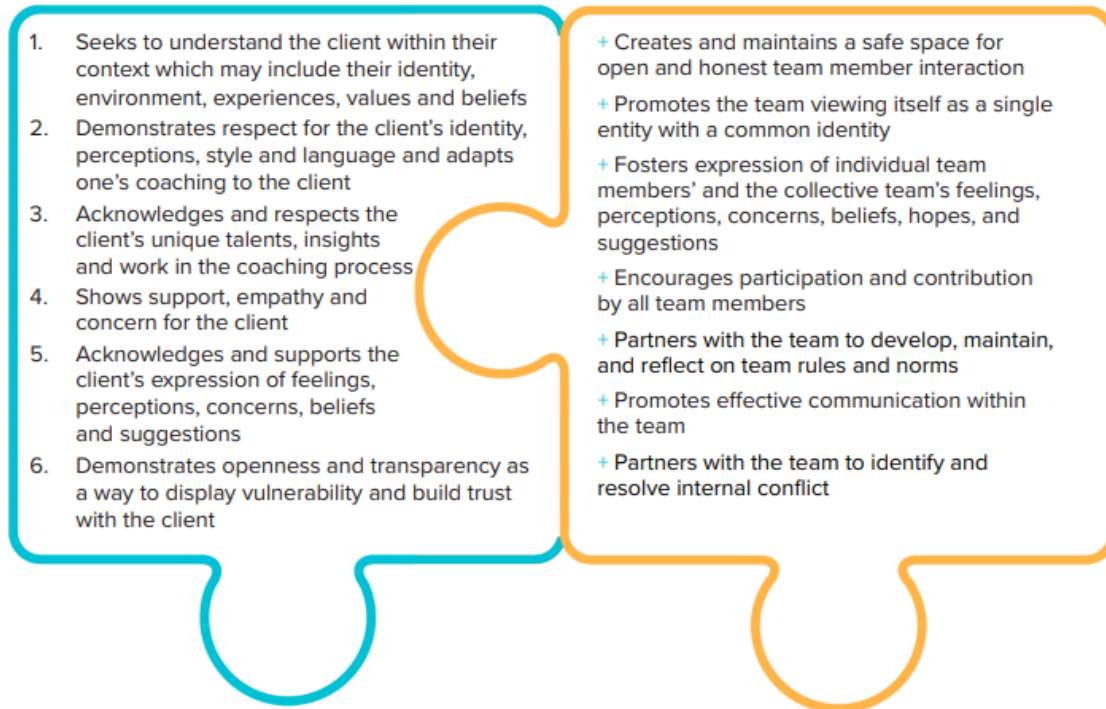 1. Seeks to understand the client within their
context which may include their identity,
environment, experiences, values and beliefs
2. Demonstrates respect for the client's identity,
perceptions, style and language and adapts
one's coaching to the client
3. Acknowledges and respects the
client's unique talents, insights
and work in the coaching process
4. Shows support, empathy and
concern for the client
5. Acknowledges and supports the
client's expression of feelings,
perceptions, concerns, beliefs
and suggestions
6. Demonstrates openness and transparency as
a way to display vulnerability and build trust
with the client
+ Creates and maintains a safe space for
open and honest team member interaction
+ Promotes the team viewing itself as a single
entity with a common identity
+ Fosters expression of individual team
members' and the collective team's feelings,
perceptions, concerns, beliefs, hopes, and
suggestions
+ Encourages participation and contribution
by all team members
+ Partners with the team to develop, maintain,
and reflect on team rules and norms
+ Promotes effective communication within
the team
+ Partners with the team to identify and
resolve internal conflict